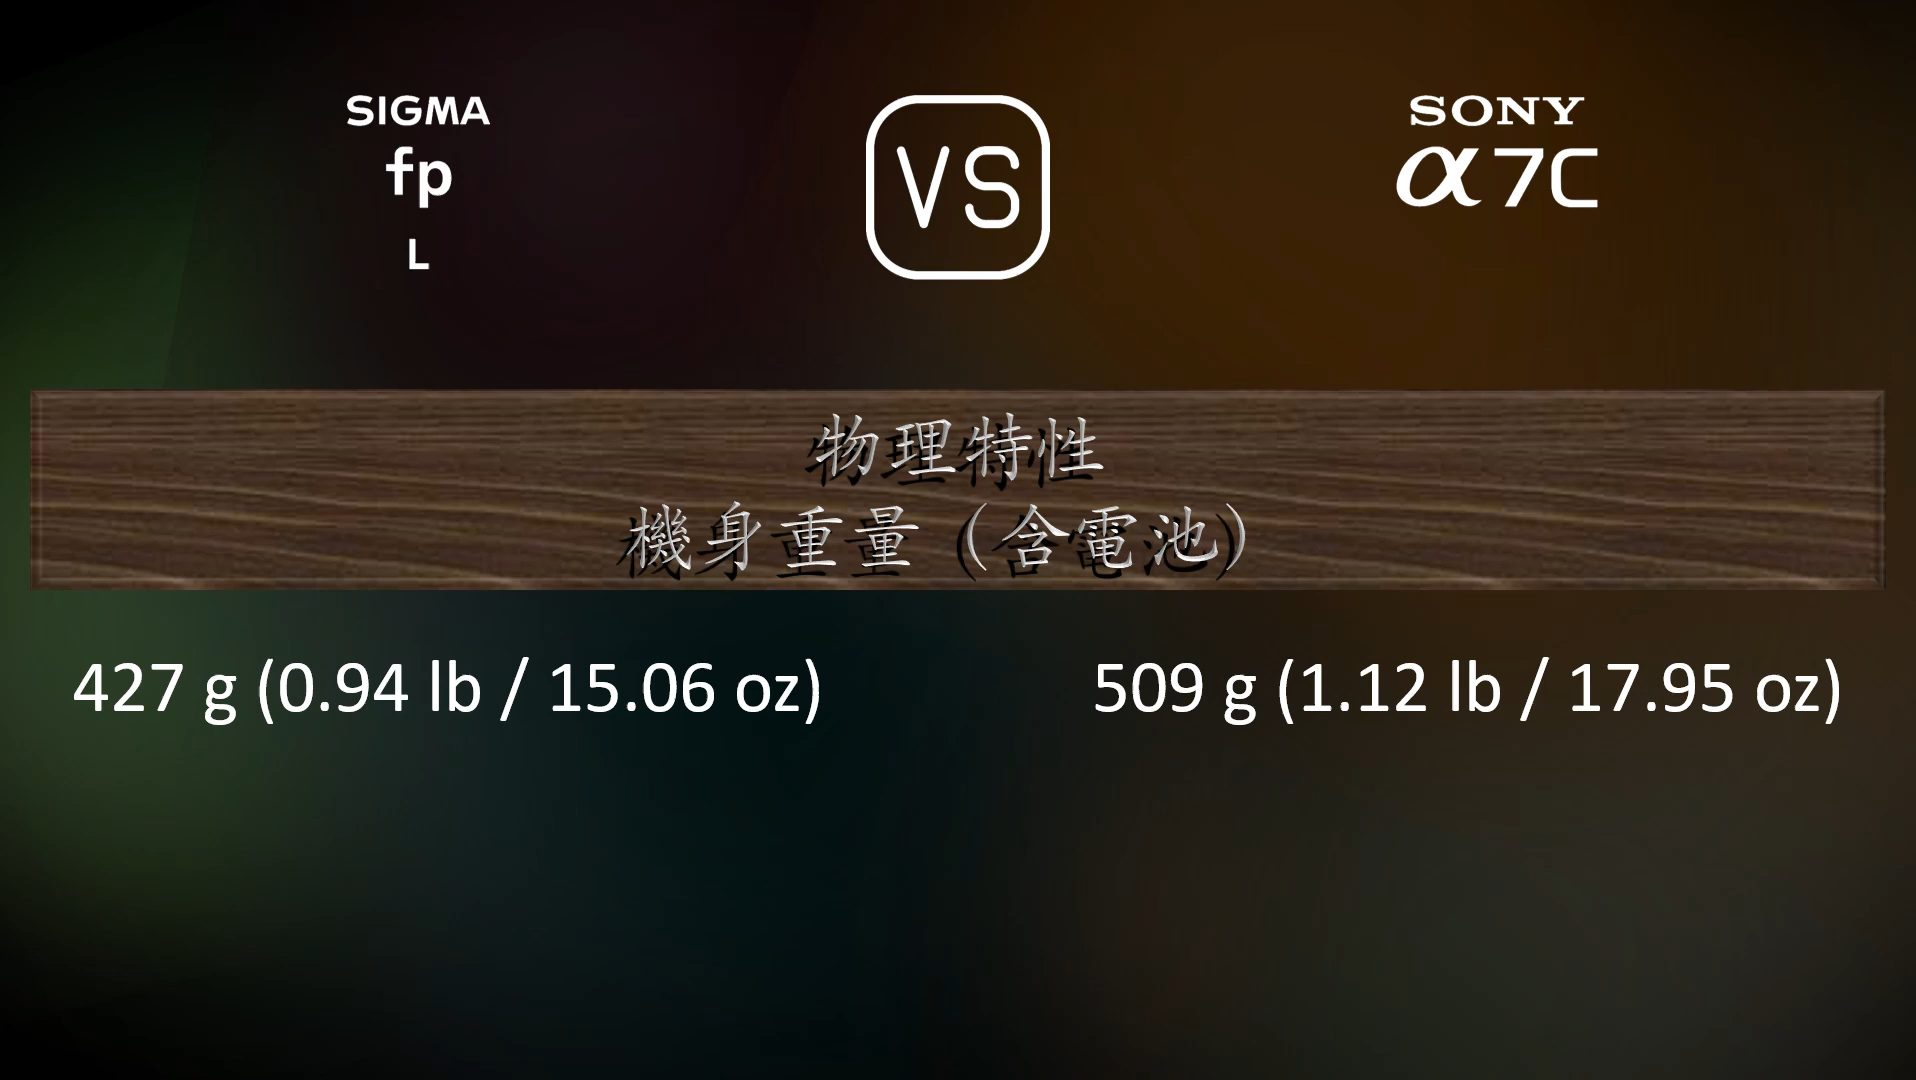 SIGMA
fp
L
VS
SONY
α7C
物理特性
機身重量（含電池）
427 g (0.94 lb / 15.06 oz)
509 g (1.12 lb / 17.95 oz)